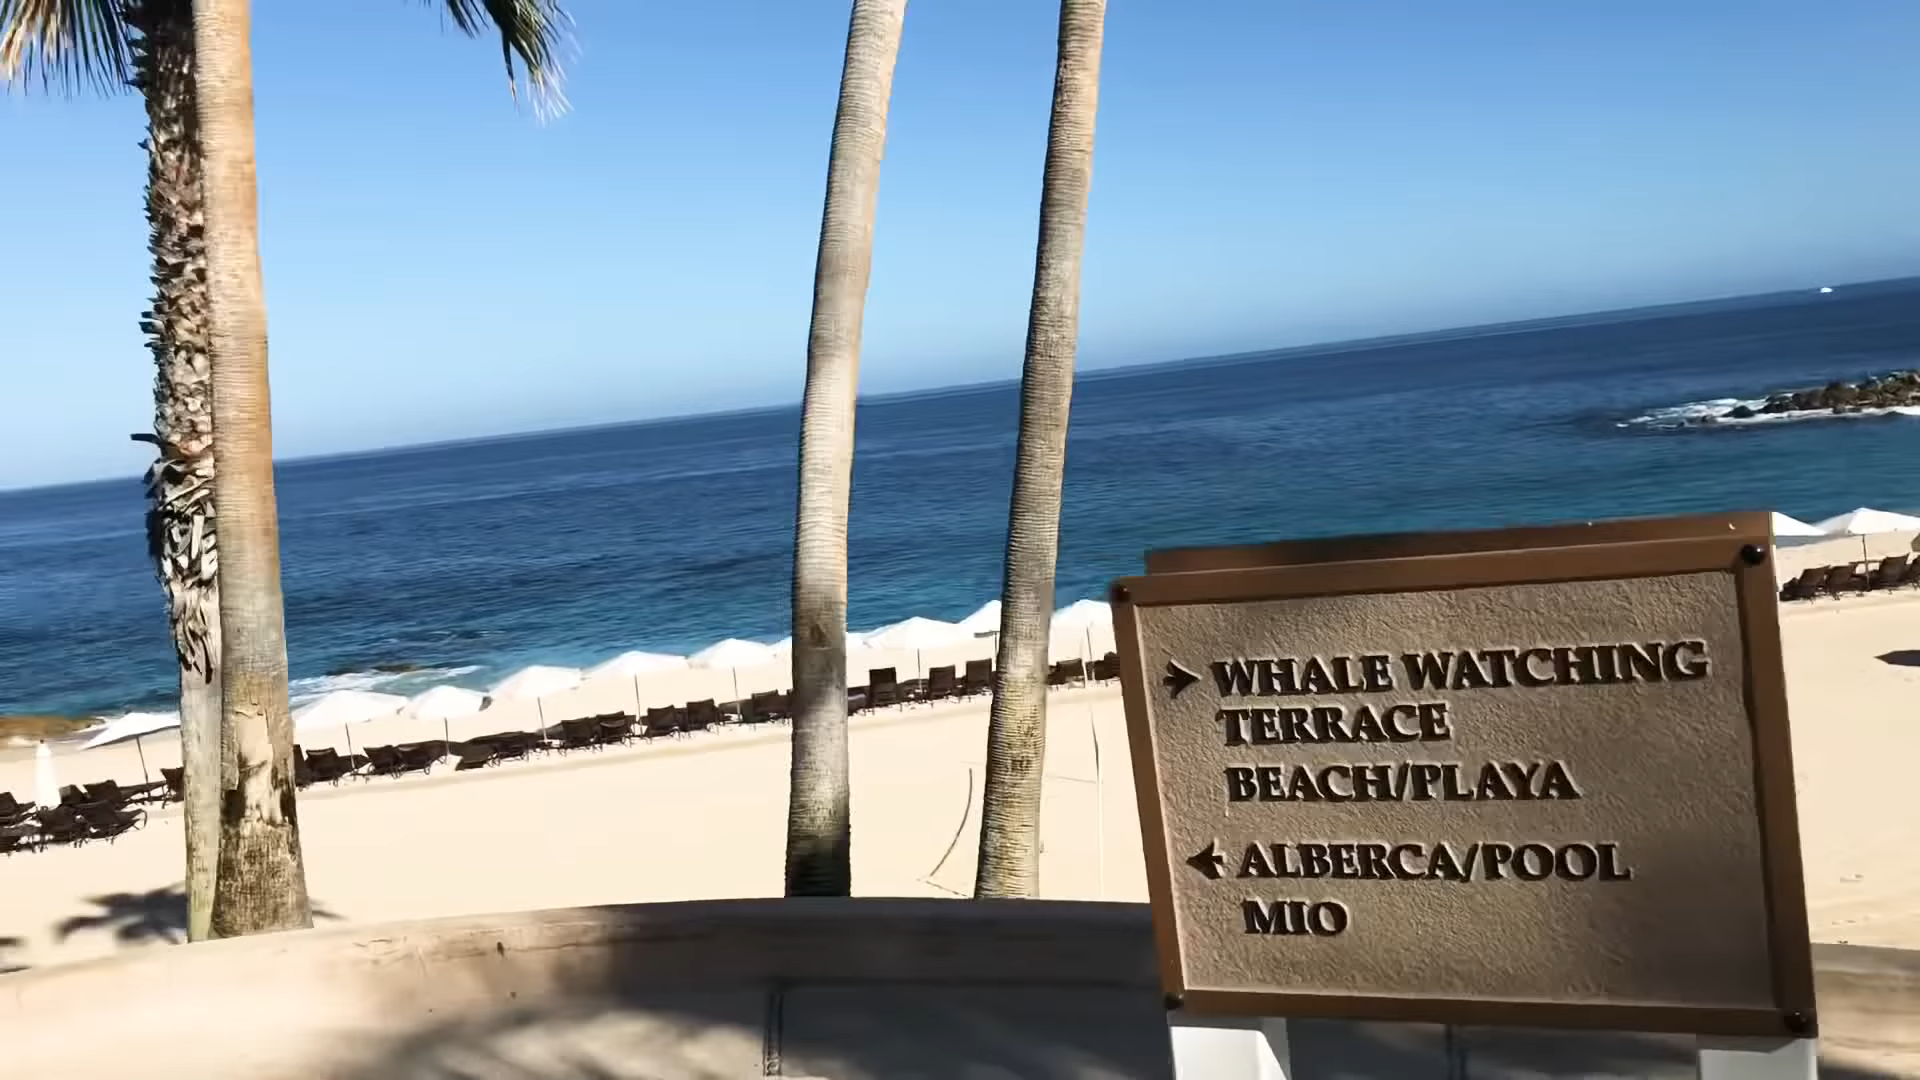 WHALE WATCHING
TERRACE
BEACH/PLAYA
ALBERCA/POOL
MIO